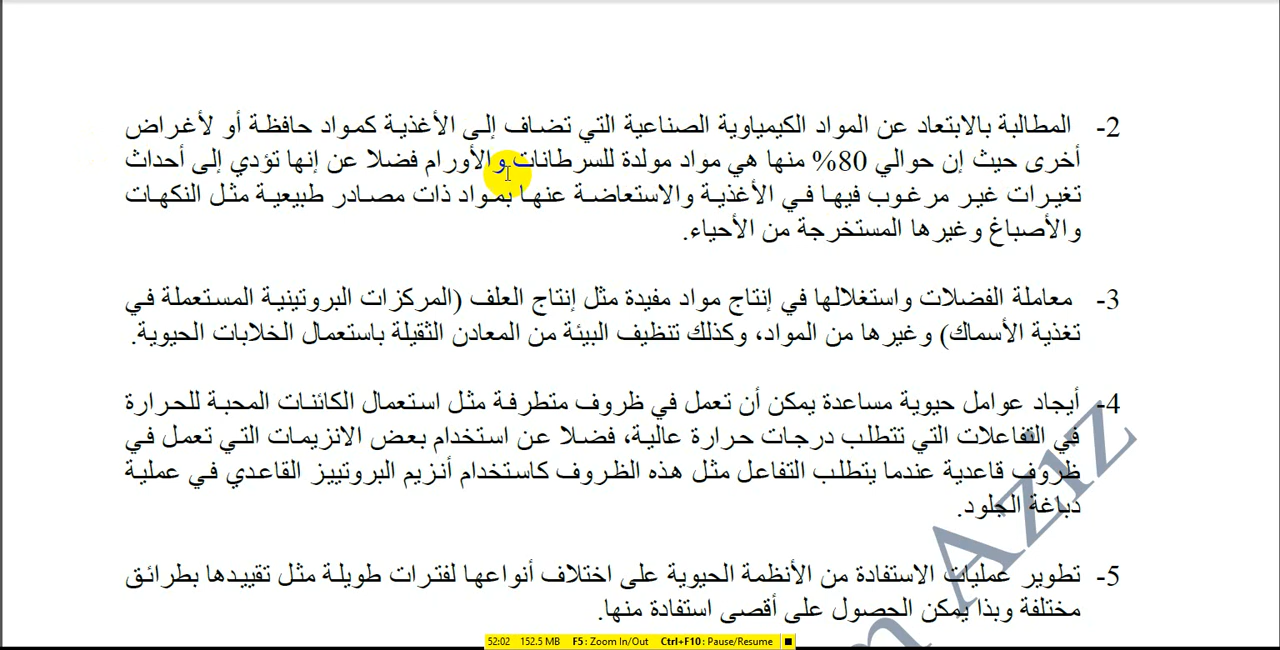 2- المطالبة بالابتعاد عن المواد الكيمياوية الصناعية التي تضاف إلى الأغذية كمواد حافظة أو لأغراض
أخرى حيث إن حوالي 80% منها هي مواد مولدة للسرطانات والأورام فضلا عن إنها تؤدي إلى أحداث
تغيرات غير مرغوب فيها في الأغذية والاستعاضة عنها بمواد ذات مصادر طبيعية مثل النكهات
والأصباغ وغيرها المستخرجة من الأحياء.
3- معاملة الفضلات واستغلالها في إنتاج مواد مفيدة مثل إنتاج العلف (المركزات البروتينية المستعملة في
تغذية الأسماك) وغيرها من المواد، وكذلك تنظيف البيئة من المعادن الثقيلة باستعمال الخلابات الحيوية.
4- أيجاد عوامل حيوية مساعدة يمكن أن تعمل في ظروف متطرفة مثل استعمال الكائنات المحبة للحرارة
في التفاعلات التي تتطلب درجات حرارة عالية، فضلا عن استخدام بعض الانزيمات التي تعمل في
ظروف قاعدية عندما يتطلب التفاعل مثل هذه الظروف كاستخدام أنزيم البروتييز القاعدي في عملية
دباغة الجلود.
5- تطوير عمليات الاستفادة من الأنظمة الحيوية على اختلاف أنواعها لفترات طويلة مثل تقييدها بطرائق
مختلفة وبذا يمكن الحصول على أقصى استفادة منها.
Aziz
52:02 152.5 MB F5: Zoom In/Out Ctrl+F10: Pause/Resume